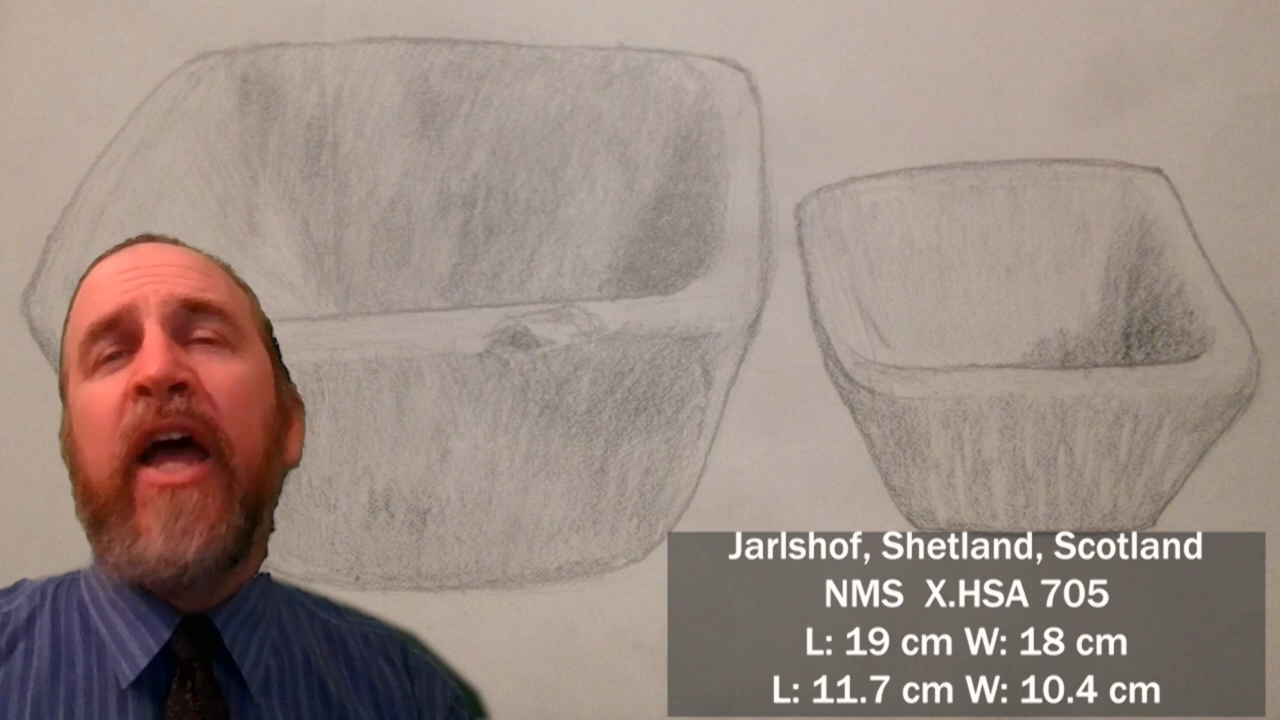 Jarlshof, Shetland, Scotland
NMS X.HSA 705
L: 19 cm W: 18 cm
L: 11.7 cm W: 10.4 cm